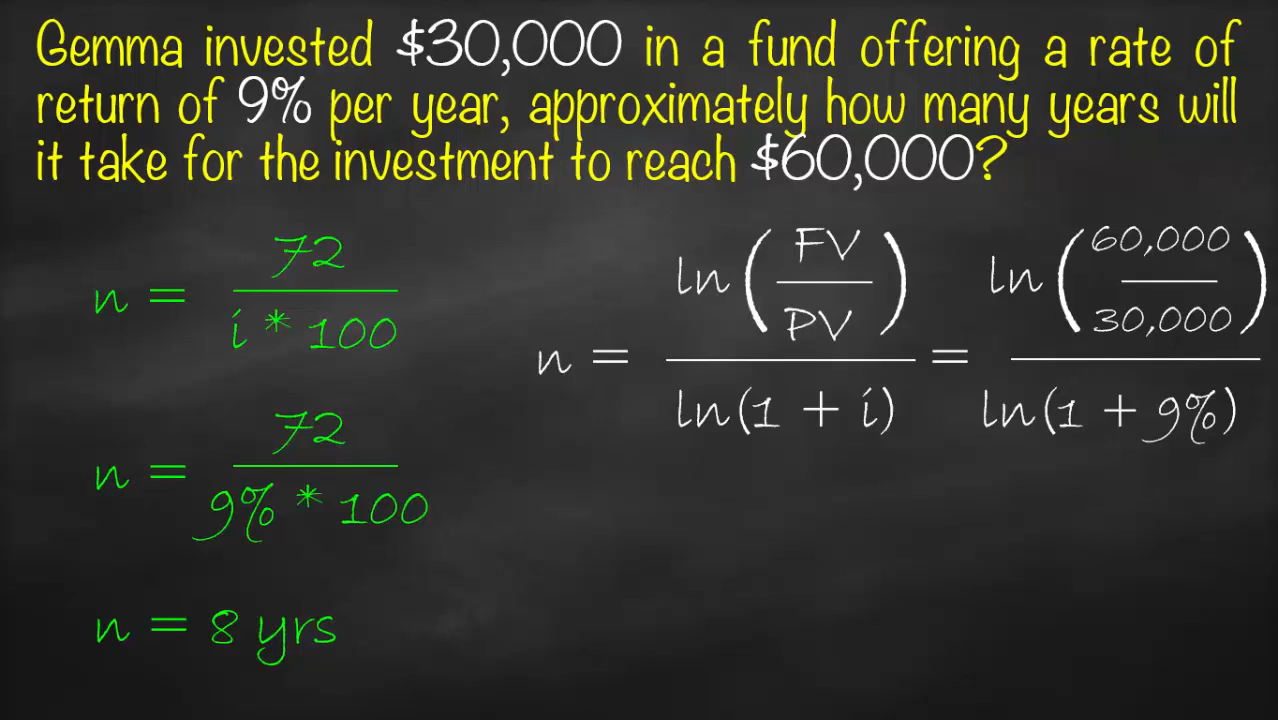 Gemma invested $30,000 in a fund offering a rate of
return of 9% per year, approximately how many years will
it take for the investment to reach $60,000?
n = 72 / (i * 100)
n = 72 / (9% * 100)
n = 8 yrs
n = ln(FV / PV) / ln(1 + i) = ln(60,000 / 30,000) / ln(1 + 9%)